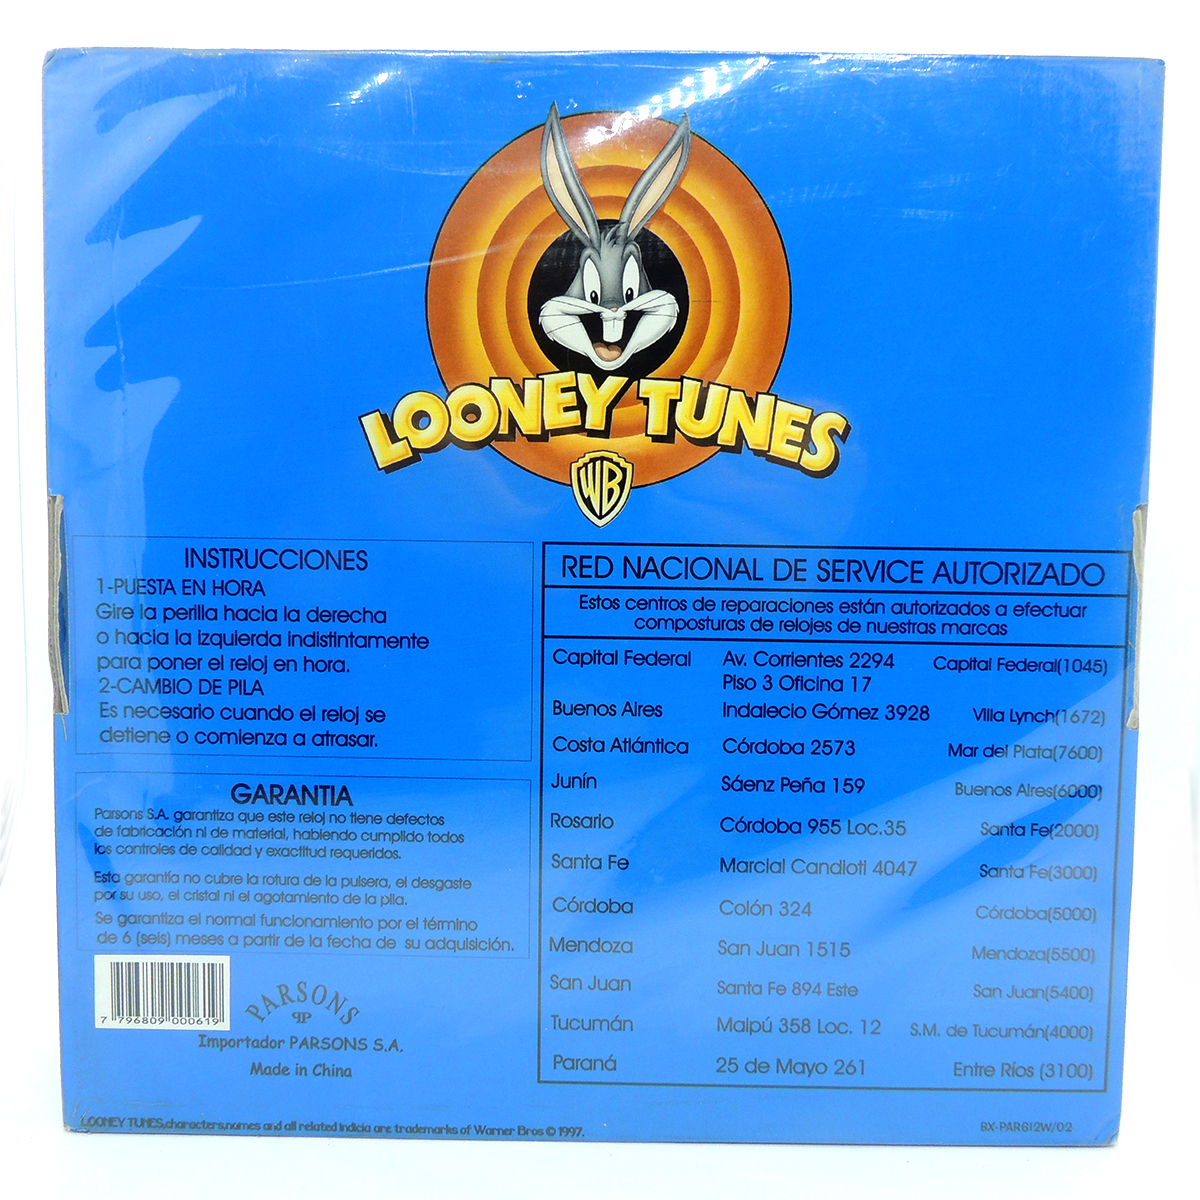 LOONEY TUNES
WB
INSTRUCCIONES
1-PUESTA EN HORA
Gire la perilla hacia la derecha
o hacia la izquierda indistintamente
para poner el reloj en hora.
2-CAMBIO DE PILA
Es necesario cuando el reloj se
detiene o comienza a atrasar.
GARANTIA
Parsons S.A. garantiza que este reloj no tiene defectos
de fabricación ni de material, habiendo cumplido todos
los controles de calidad y exactitud requeridos.
Esta garantía no cubre la rotura de la pulsera, el desgaste
por su uso, el cristal ni el agotamiento de la pila.
Se garantiza el normal funcionamiento por el término
de 6 (seis) meses a partir de la fecha de su adquisición.
7 796809 000619
PARSONS
PP
Importador PARSONS S.A.
Made in China
RED NACIONAL DE SERVICE AUTORIZADO
Estos centros de reparaciones están autorizados a efectuar
composturas de relojes de nuestras marcas
Capital Federal Av. Corrientes 2294 Capital Federal(1045)
Piso 3 Oficina 17
Buenos Aires Indalecio Gómez 3928 Villa Lynch(1672)
Costa Atlántica Córdoba 2573 Mar del Plata(7600)
Junín Sáenz Peña 159 Buenos Aires(6000)
Rosario Córdoba 955 Loc.35 Santa Fe(2000)
Santa Fe Marcial Candioti 4047 Santa Fe(3000)
Córdoba Colón 324 Córdoba(5000)
Mendoza San Juan 1515 Mendoza(5500)
San Juan Santa Fe 894 Este San Juan(5400)
Tucumán Maipú 358 Loc. 12 S.M. de Tucumán(4000)
Paraná 25 de Mayo 261 Entre Ríos (3100)
LOONEY TUNES,characters,names and all related indicia are trademarks of Warner Bros © 1997.
BX-PAR612W/02